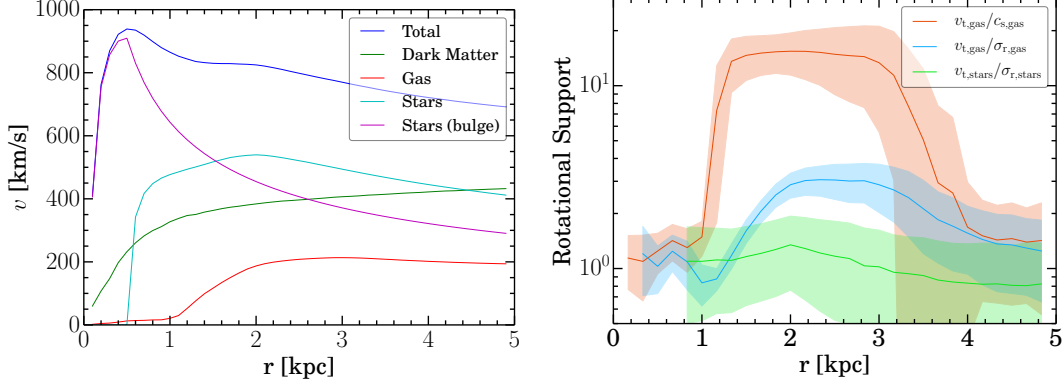 1000
800
600
400
200
0
v [km/s]
0 1 2 3 4 5
r [kpc]
Total
Dark Matter
Gas
Stars
Stars (bulge)
10¹
10⁰
Rotational Support
0 1 2 3 4 5
r [kpc]
v_t,gas/c_s,gas
v_t,gas/σ_r,gas
v_t,stars/σ_r,stars